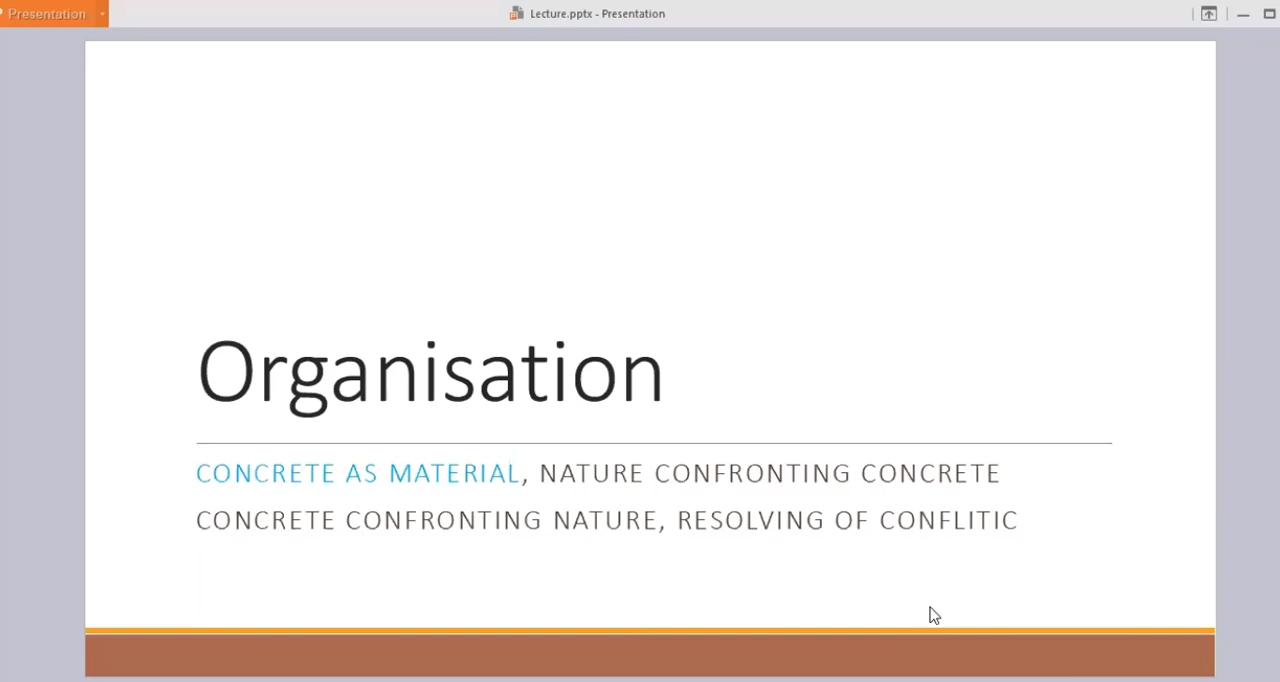 Presentation
Lecture.pptx - Presentation
Organisation
CONCRETE AS MATERIAL, NATURE CONFRONTING CONCRETE
CONCRETE CONFRONTING NATURE, RESOLVING OF CONFLITIC